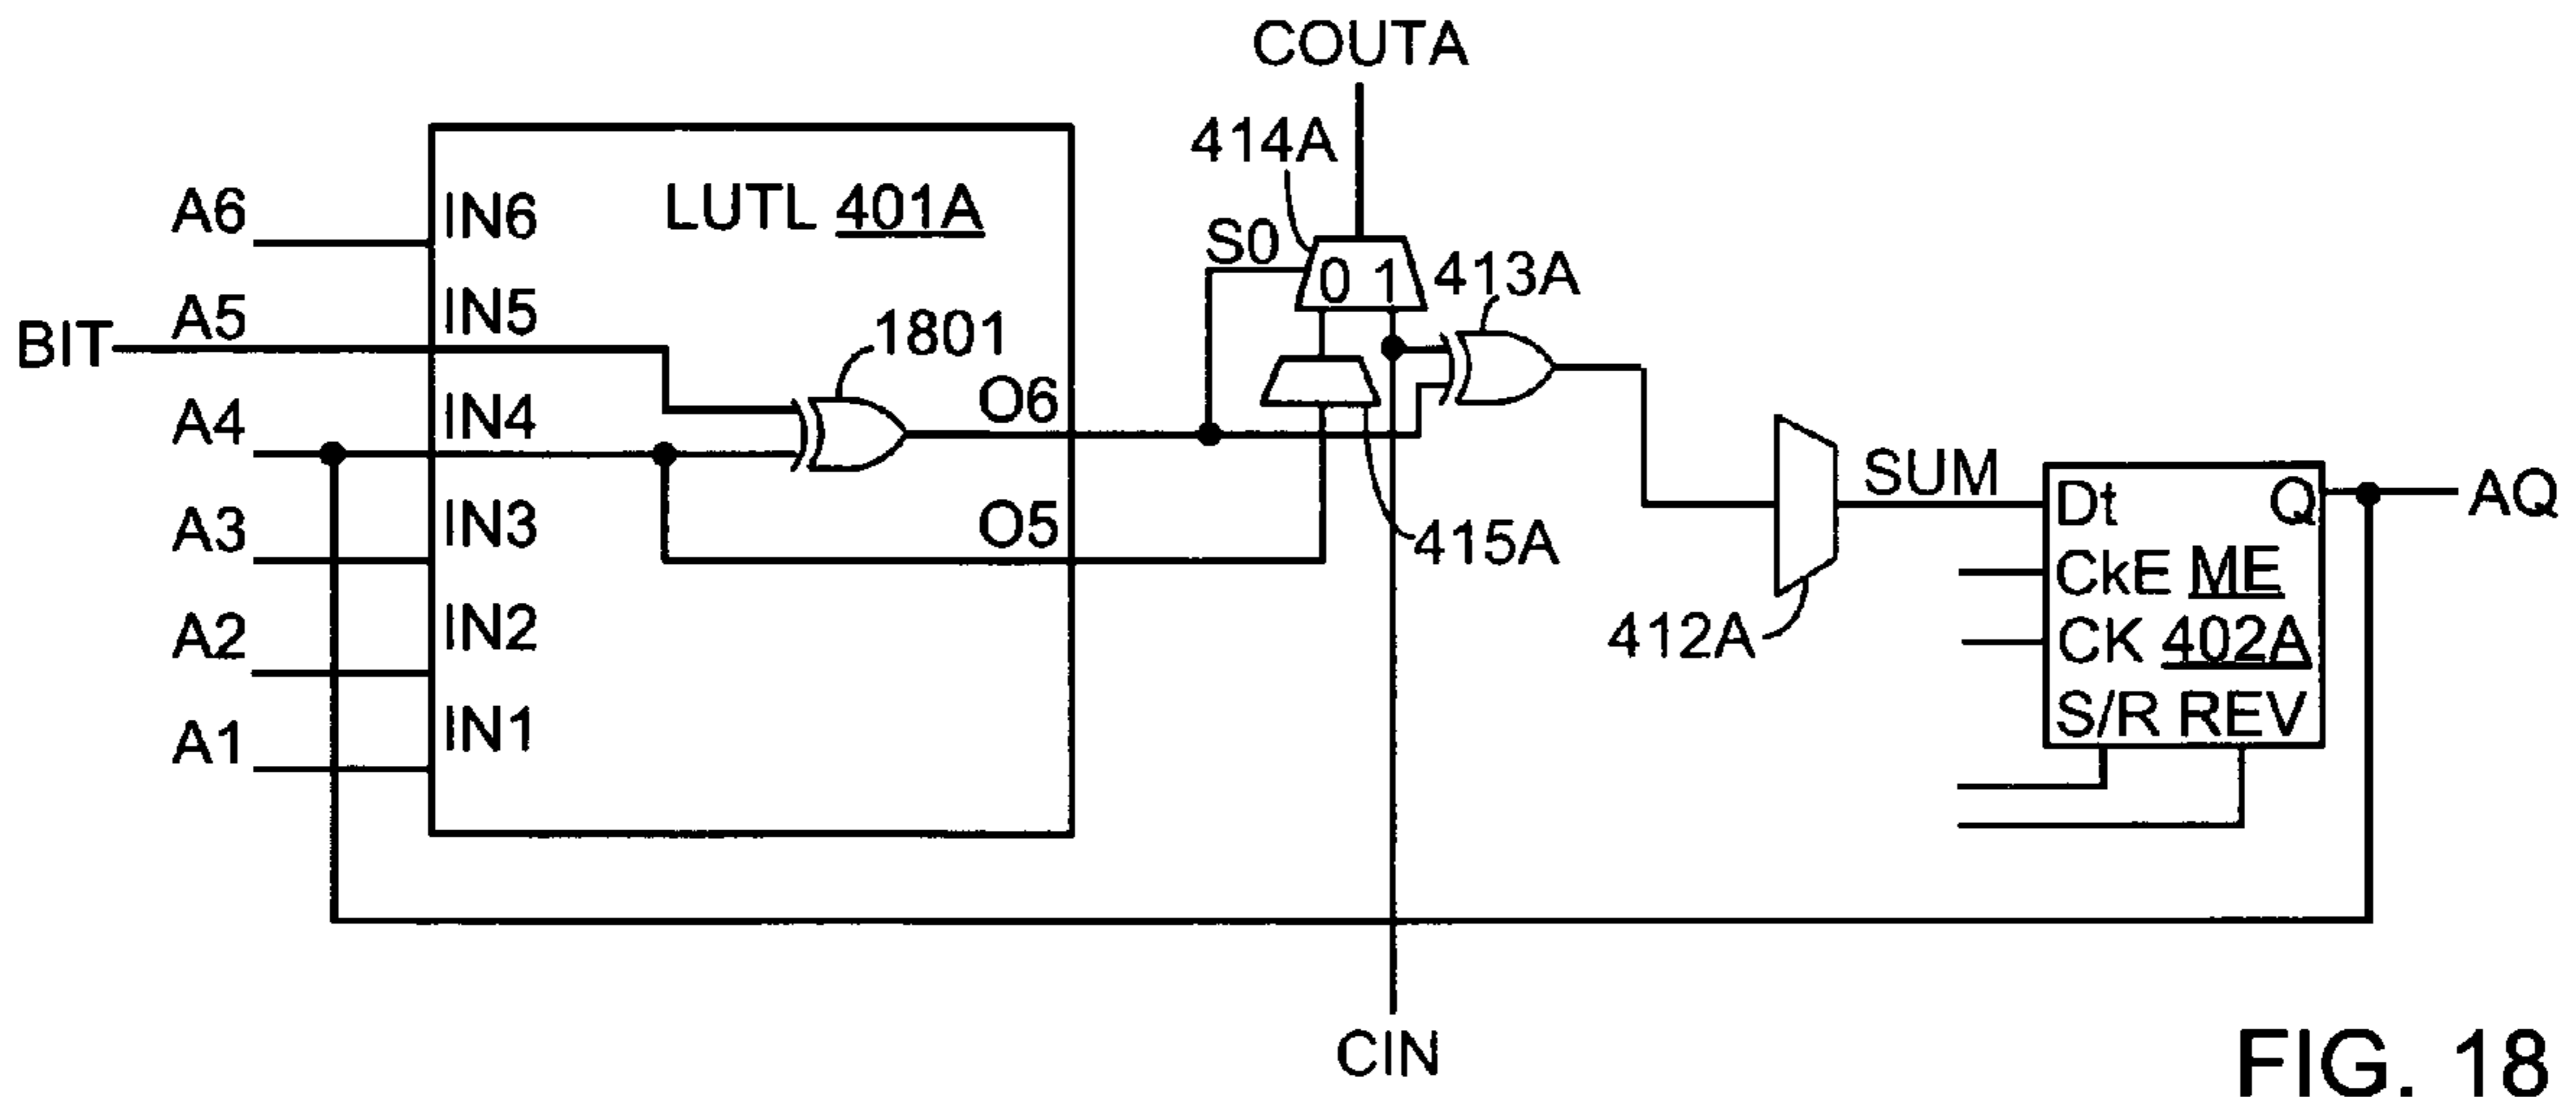 COUTA
414A
A6 IN6 LUTL 401A
S0
0 1 413A
BIT A5 IN5 1801
A4 IN4 O6
SUM
Dt Q AQ
A3 IN3 O5 415A
CkE ME
A2 IN2 412A
CK 402A
S/R REV
A1 IN1
CIN
FIG. 18